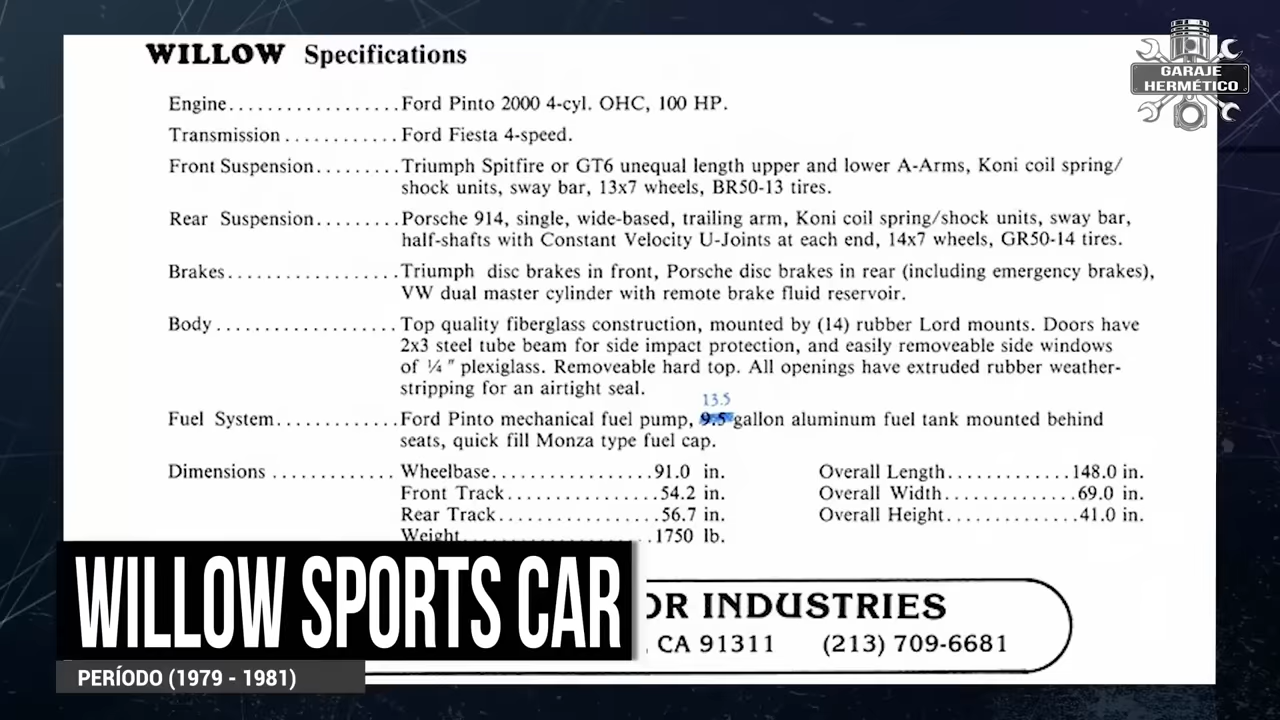 WILLOW Specifications
GARAJE
HERMÉTICO
Engine.................Ford Pinto 2000 4-cyl. OHC, 100 HP.
Transmission ...........Ford Fiesta 4-speed.
Front Suspension.........Triumph Spitfire or GT6 unequal length upper and lower A-Arms, Koni coil spring/
shock units, sway bar, 13x7 wheels, BR50-13 tires.
Rear Suspension.........Porsche 914, single, wide-based, trailing arm, Koni coil spring/shock units, sway bar,
half-shafts with Constant Velocity U-Joints at each end, 14x7 wheels, GR50-14 tires.
Brakes.................Triumph disc brakes in front, Porsche disc brakes in rear (including emergency brakes),
VW dual master cylinder with remote brake fluid reservoir.
Body ..................Top quality fiberglass construction, mounted by (14) rubber Lord mounts. Doors have
2x3 steel tube beam for side impact protection, and easily removeable side windows
of ¼" plexiglass. Removeable hard top. All openings have extruded rubber weather-
stripping for an airtight seal.
13.5
Fuel System............Ford Pinto mechanical fuel pump, 9.5 gallon aluminum fuel tank mounted behind
seats, quick fill Monza type fuel cap.
Dimensions ............Wheelbase...............91.0 in. Overall Length...........148.0 in.
Front Track..............54.2 in. Overall Width............69.0 in.
Rear Track...............56.7 in. Overall Height............41.0 in.
Weight..................1750 lb.
OR INDUSTRIES
, CA 91311 (213) 709-6681
WILLOW SPORTS CAR
PERÍODO (1979 - 1981)